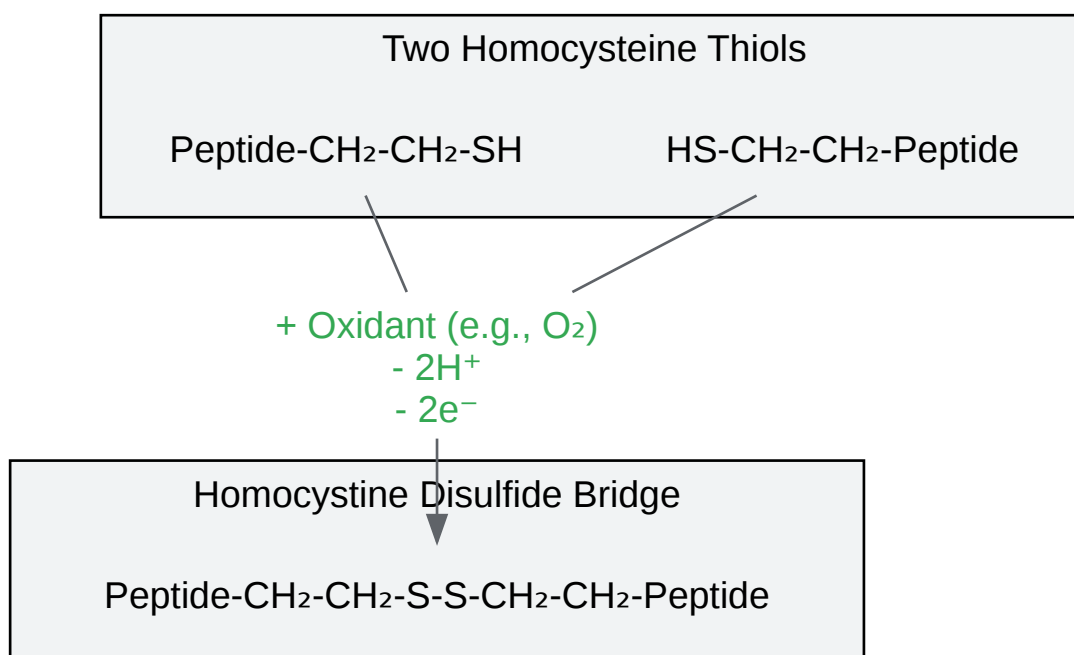 Two Homocysteine Thiols
Peptide-CH₂-CH₂-SH HS-CH₂-CH₂-Peptide
+ Oxidant (e.g., O₂)
- 2H⁺
- 2e⁻
Homocystine Disulfide Bridge
Peptide-CH₂-CH₂-S-S-CH₂-CH₂-Peptide